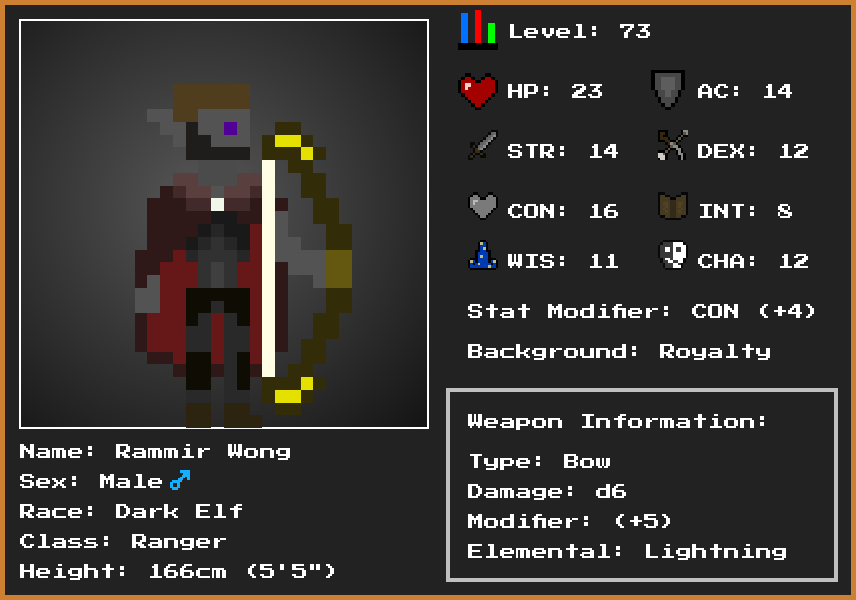 Level: 73
HP: 23 AC: 14
STR: 14 DEX: 12
CON: 16 INT: 8
WIS: 11 CHA: 12
Stat Modifier: CON (+4)
Background: Royalty
Weapon Information:
Type: Bow
Damage: d6
Modifier: (+5)
Elemental: Lightning
Name: Rammir Wong
Sex: Male♂
Race: Dark Elf
Class: Ranger
Height: 166cm (5'5")